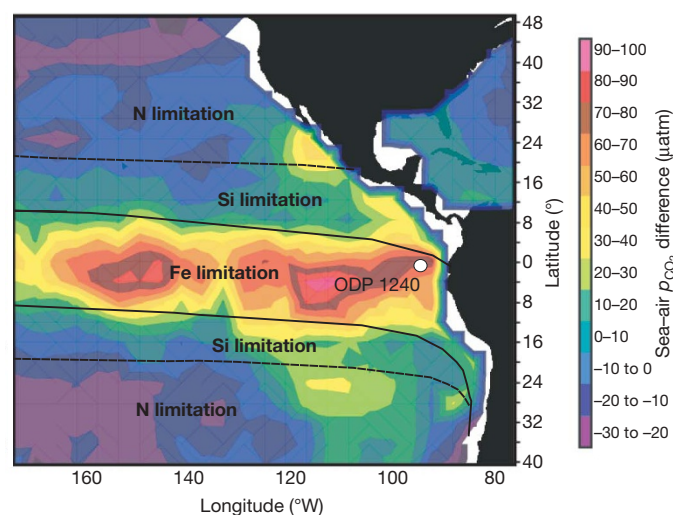 N limitation
Si limitation
Fe limitation
ODP 1240
Si limitation
N limitation
160
140
120
100
80
Longitude (°W)
48
40
32
24
16
8
0
8
16
24
32
40
Latitude (°)
90–100
80–90
70–80
60–70
50–60
40–50
30–40
20–30
10–20
0–10
–10 to 0
–20 to –10
–30 to –20
Sea–air pCO2 difference (μatm)